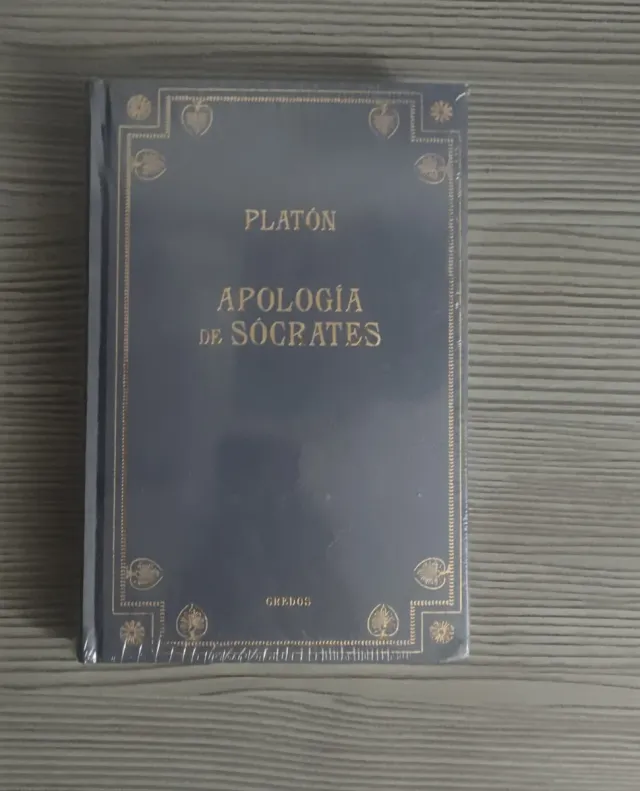 PLATÓN
APOLOGÍA
DE SÓCRATES
GREDOS